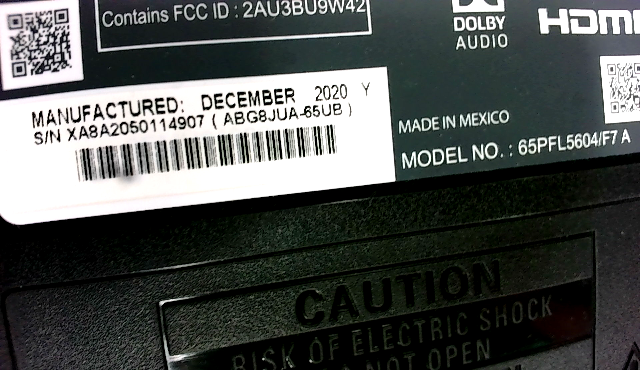 Contains FCC ID : 2AU3BU9W42
DOLBY
AUDIO
HDMI
MANUFACTURED: DECEMBER 2020 Y
S/N XA8A2050114907 ( ABG8JUA-65UB )
MADE IN MEXICO
MODEL NO. : 65PFL5604/F7 A
CAUTION
RISK OF ELECTRIC SHOCK
NOT OPEN